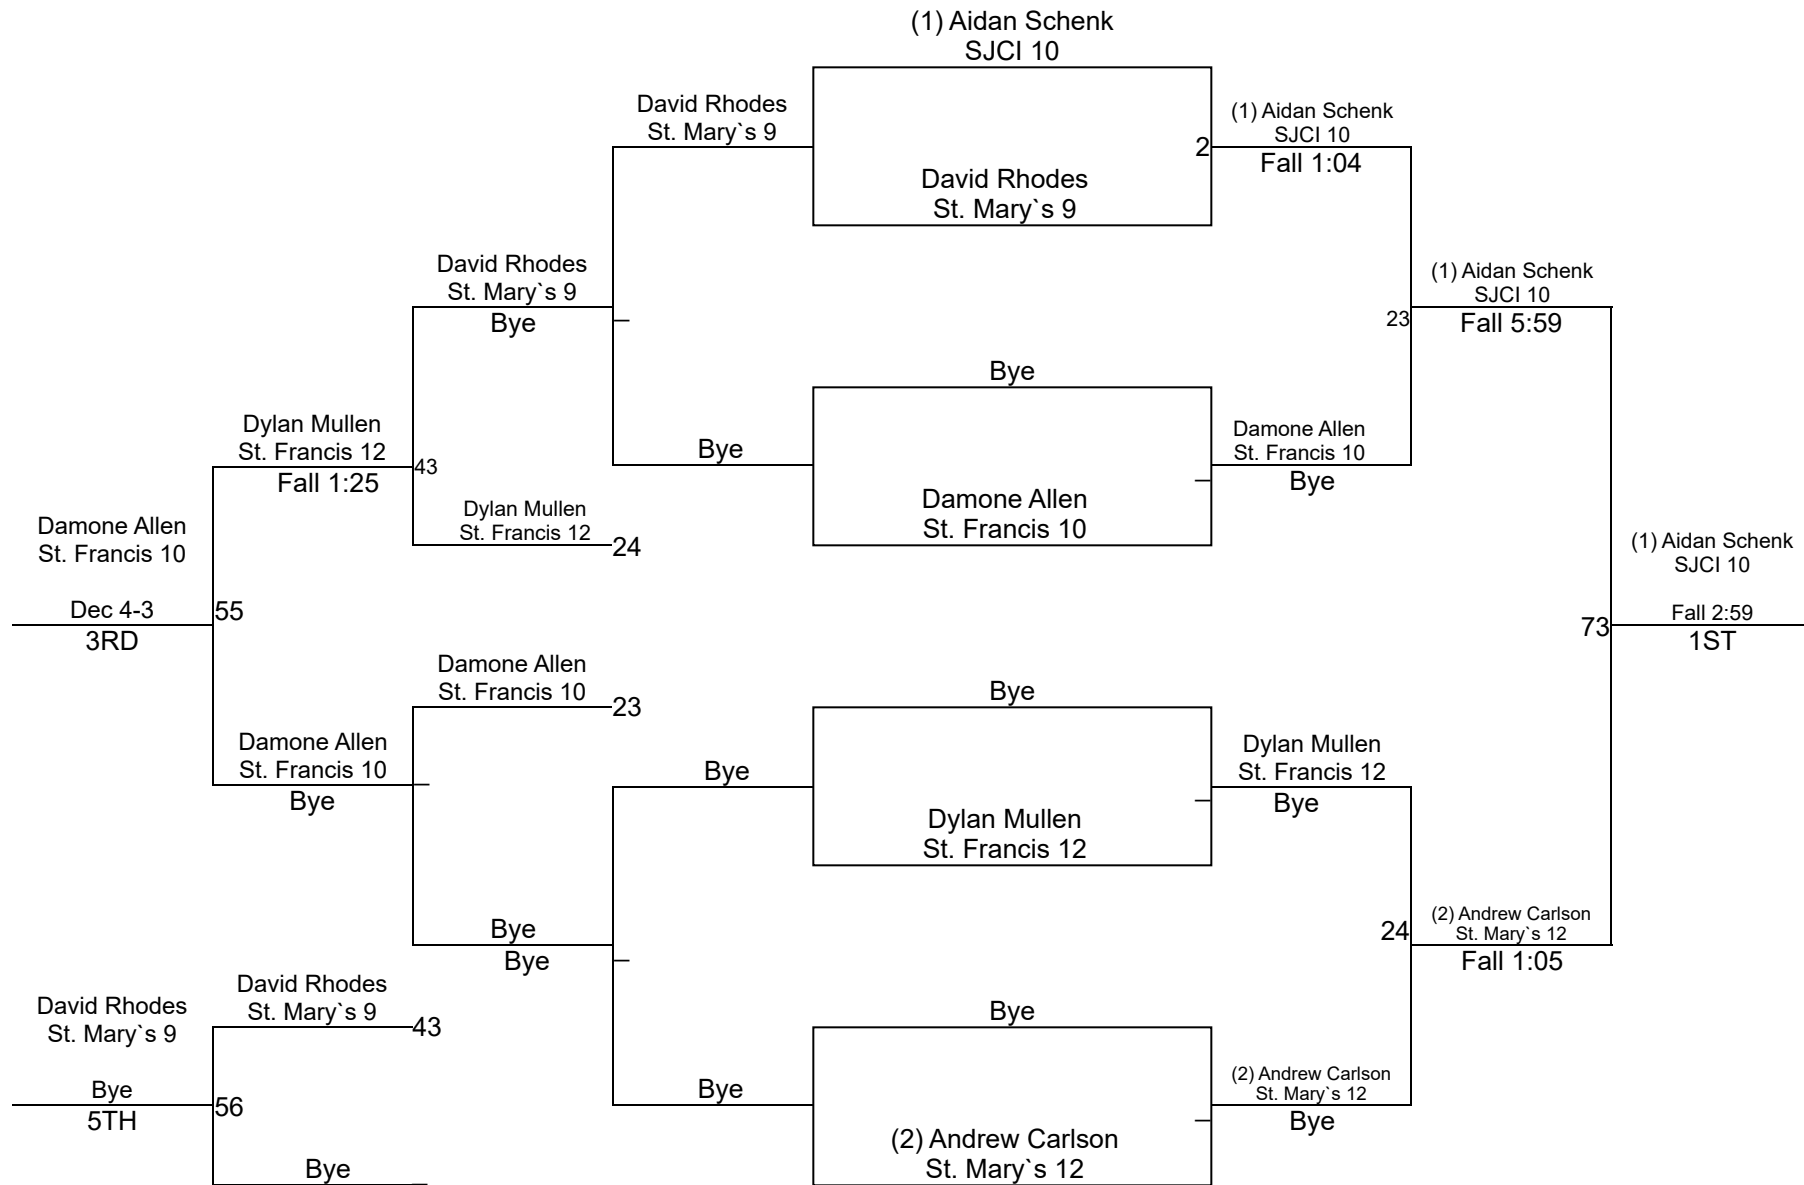 (1) Aidan Schenk
SJCI 10
David Rhodes
St. Mary`s 9
2
(1) Aidan Schenk
SJCI 10
Fall 1:04
David Rhodes
St. Mary`s 9
David Rhodes
St. Mary`s 9
Bye
23
(1) Aidan Schenk
SJCI 10
Fall 5:59
Bye
Dylan Mullen
St. Francis 12
Fall 1:25
43
Bye
Damone Allen
St. Francis 10
Bye
Damone Allen
St. Francis 10
Dylan Mullen
St. Francis 12
24
Damone Allen
St. Francis 10
Dec 4-3
3RD
55
(1) Aidan Schenk
SJCI 10
Fall 2:59
1ST
73
Damone Allen
St. Francis 10
23
Bye
Damone Allen
St. Francis 10
Bye
Bye
Dylan Mullen
St. Francis 12
Bye
Dylan Mullen
St. Francis 12
Bye
Bye
24
(2) Andrew Carlson
St. Mary`s 12
Fall 1:05
David Rhodes
St. Mary`s 9
43
David Rhodes
St. Mary`s 9
Bye
5TH
56
Bye
Bye
Bye
(2) Andrew Carlson
St. Mary`s 12
Bye
(2) Andrew Carlson
St. Mary`s 12